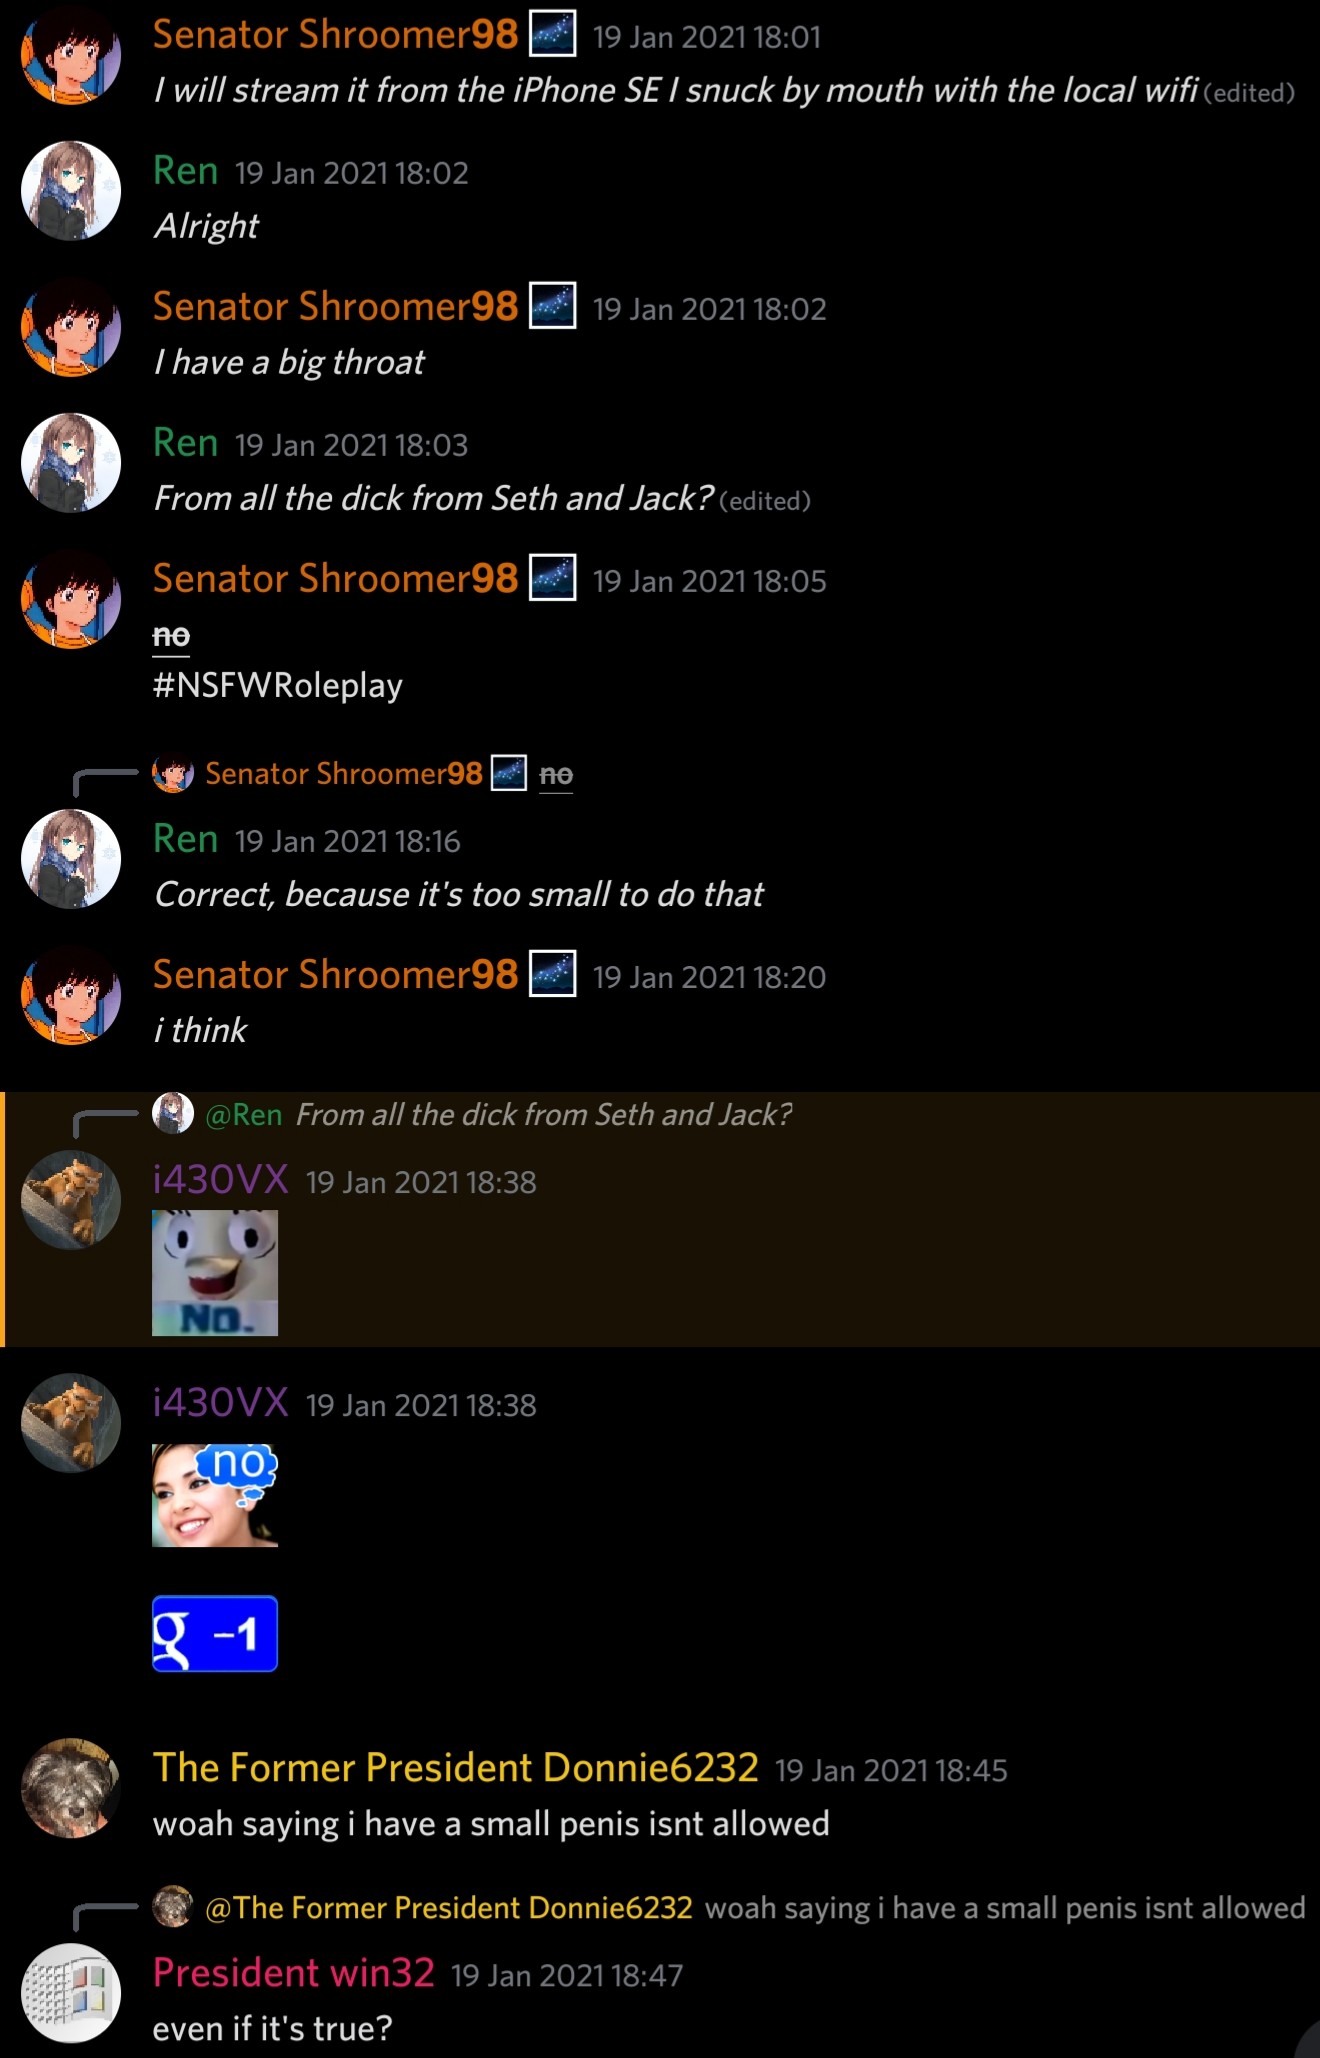 Senator Shroomer98 19 Jan 2021 18:01
I will stream it from the iPhone SE I snuck by mouth with the local wifi (edited)
Ren 19 Jan 2021 18:02
Alright
Senator Shroomer98 19 Jan 2021 18:02
I have a big throat
Ren 19 Jan 2021 18:03
From all the dick from Seth and Jack? (edited)
Senator Shroomer98 19 Jan 2021 18:05
no
#NSFWRoleplay
Senator Shroomer98 no
Ren 19 Jan 2021 18:16
Correct, because it's too small to do that
Senator Shroomer98 19 Jan 2021 18:20
i think
@Ren From all the dick from Seth and Jack?
i430VX 19 Jan 2021 18:38
No.
i430VX 19 Jan 2021 18:38
no
g -1
The Former President Donnie6232 19 Jan 2021 18:45
woah saying i have a small penis isnt allowed
@The Former President Donnie6232 woah saying i have a small penis isnt allowed
President win32 19 Jan 2021 18:47
even if it's true?